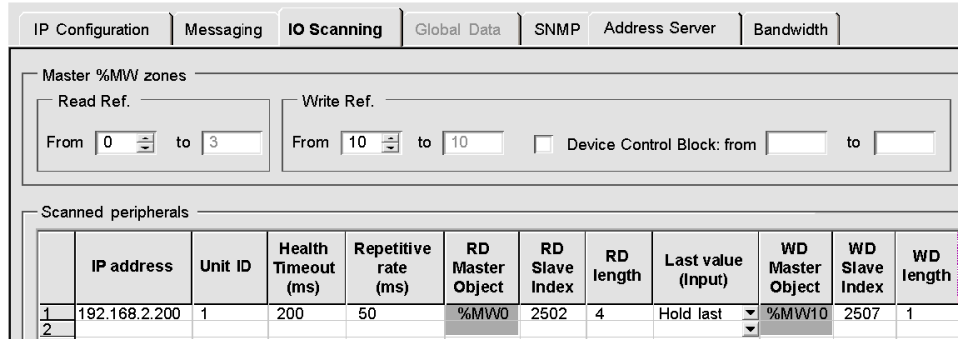 IP Configuration Messaging IO Scanning Global Data SNMP Address Server Bandwidth
Master %MW zones
Read Ref. Write Ref.
From 0 to 3 From 10 to 10 Device Control Block: from to
Scanned peripherals
IP address Unit ID Health Timeout (ms) Repetitive rate (ms) RD Master Object RD Slave Index RD length Last value (Input) WD Master Object WD Slave Index WD length
1 192.168.2.200 1 200 50 %MW0 2502 4 Hold last %MW10 2507 1
2